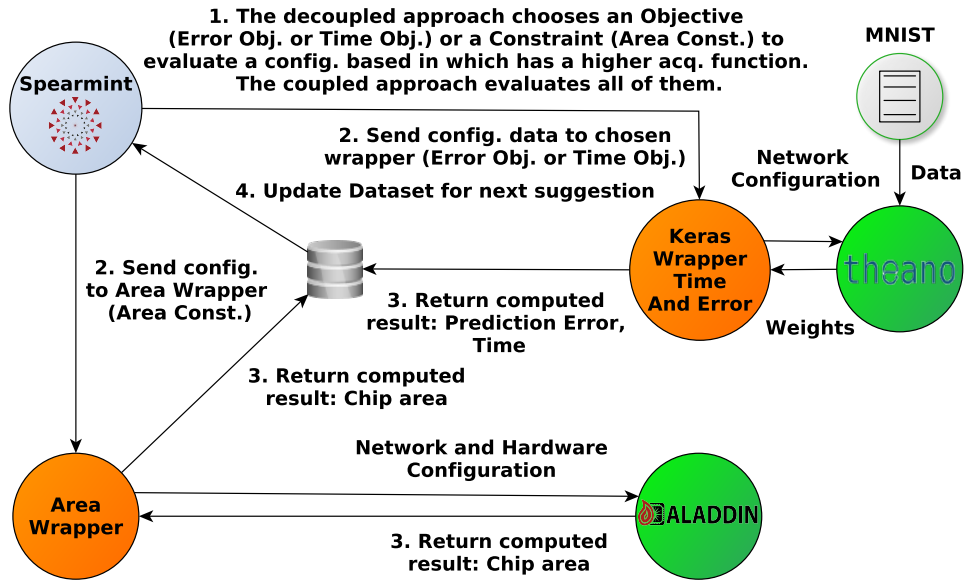 1. The decoupled approach chooses an Objective
(Error Obj. or Time Obj.) or a Constraint (Area Const.) to
evaluate a config. based in which has a higher acq. function.
The coupled approach evaluates all of them.
MNIST
Spearmint
2. Send config. data to chosen
wrapper (Error Obj. or Time Obj.)
Network
Configuration
Data
4. Update Dataset for next suggestion
Keras
Wrapper
Time
And Error
theano
2. Send config.
to Area Wrapper
(Area Const.)
3. Return computed
result: Prediction Error,
Time
Weights
3. Return computed
result: Chip area
Network and Hardware
Configuration
Area
Wrapper
ALADDIN
3. Return computed
result: Chip area